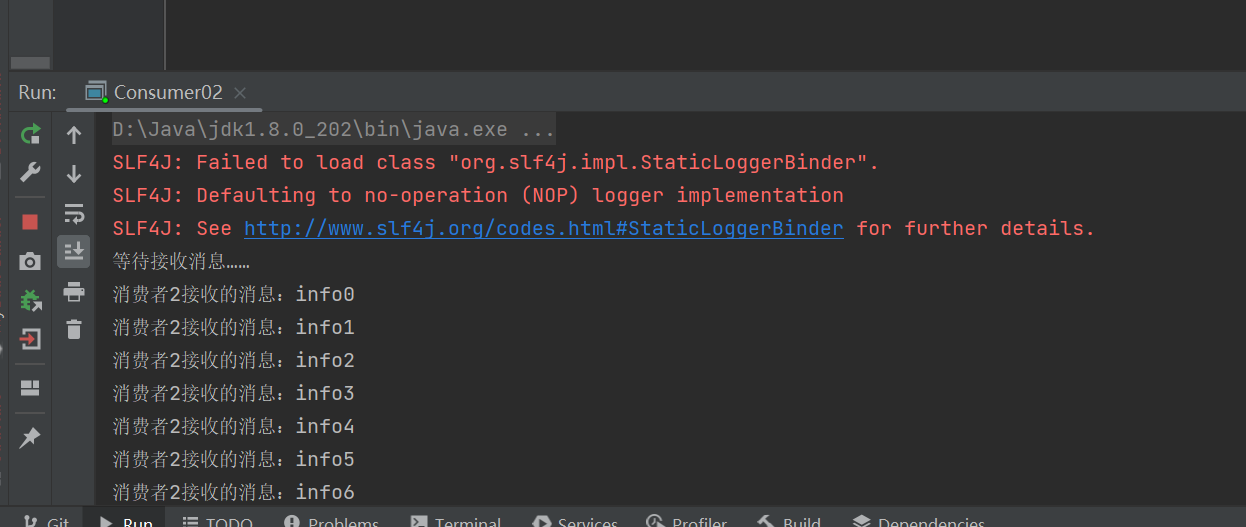 Run: Consumer02
D:\Java\jdk1.8.0_202\bin\java.exe ...
SLF4J: Failed to load class "org.slf4j.impl.StaticLoggerBinder".
SLF4J: Defaulting to no-operation (NOP) logger implementation
SLF4J: See http://www.slf4j.org/codes.html#StaticLoggerBinder for further details.
等待接收消息……
消费者2接收的消息：info0
消费者2接收的消息：info1
消费者2接收的消息：info2
消费者2接收的消息：info3
消费者2接收的消息：info4
消费者2接收的消息：info5
消费者2接收的消息：info6
Git Run TODO Problems Terminal Services Profiler Build Dependencies